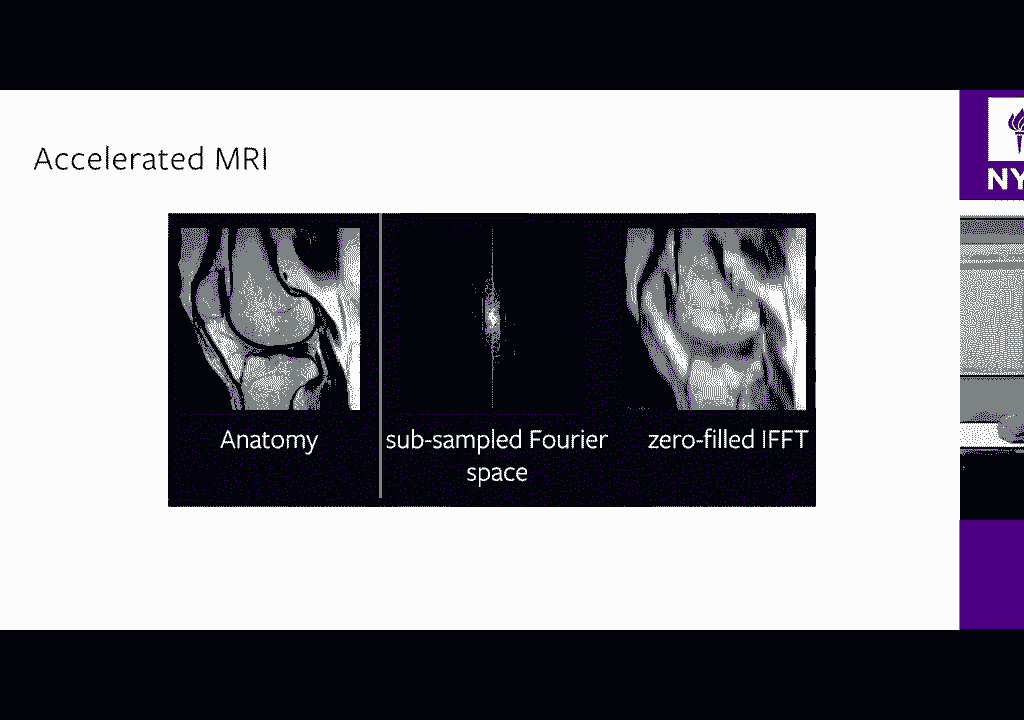 Accelerated MRI
NY
Anatomy
sub-sampled Fourier
space
zero-filled IFFT